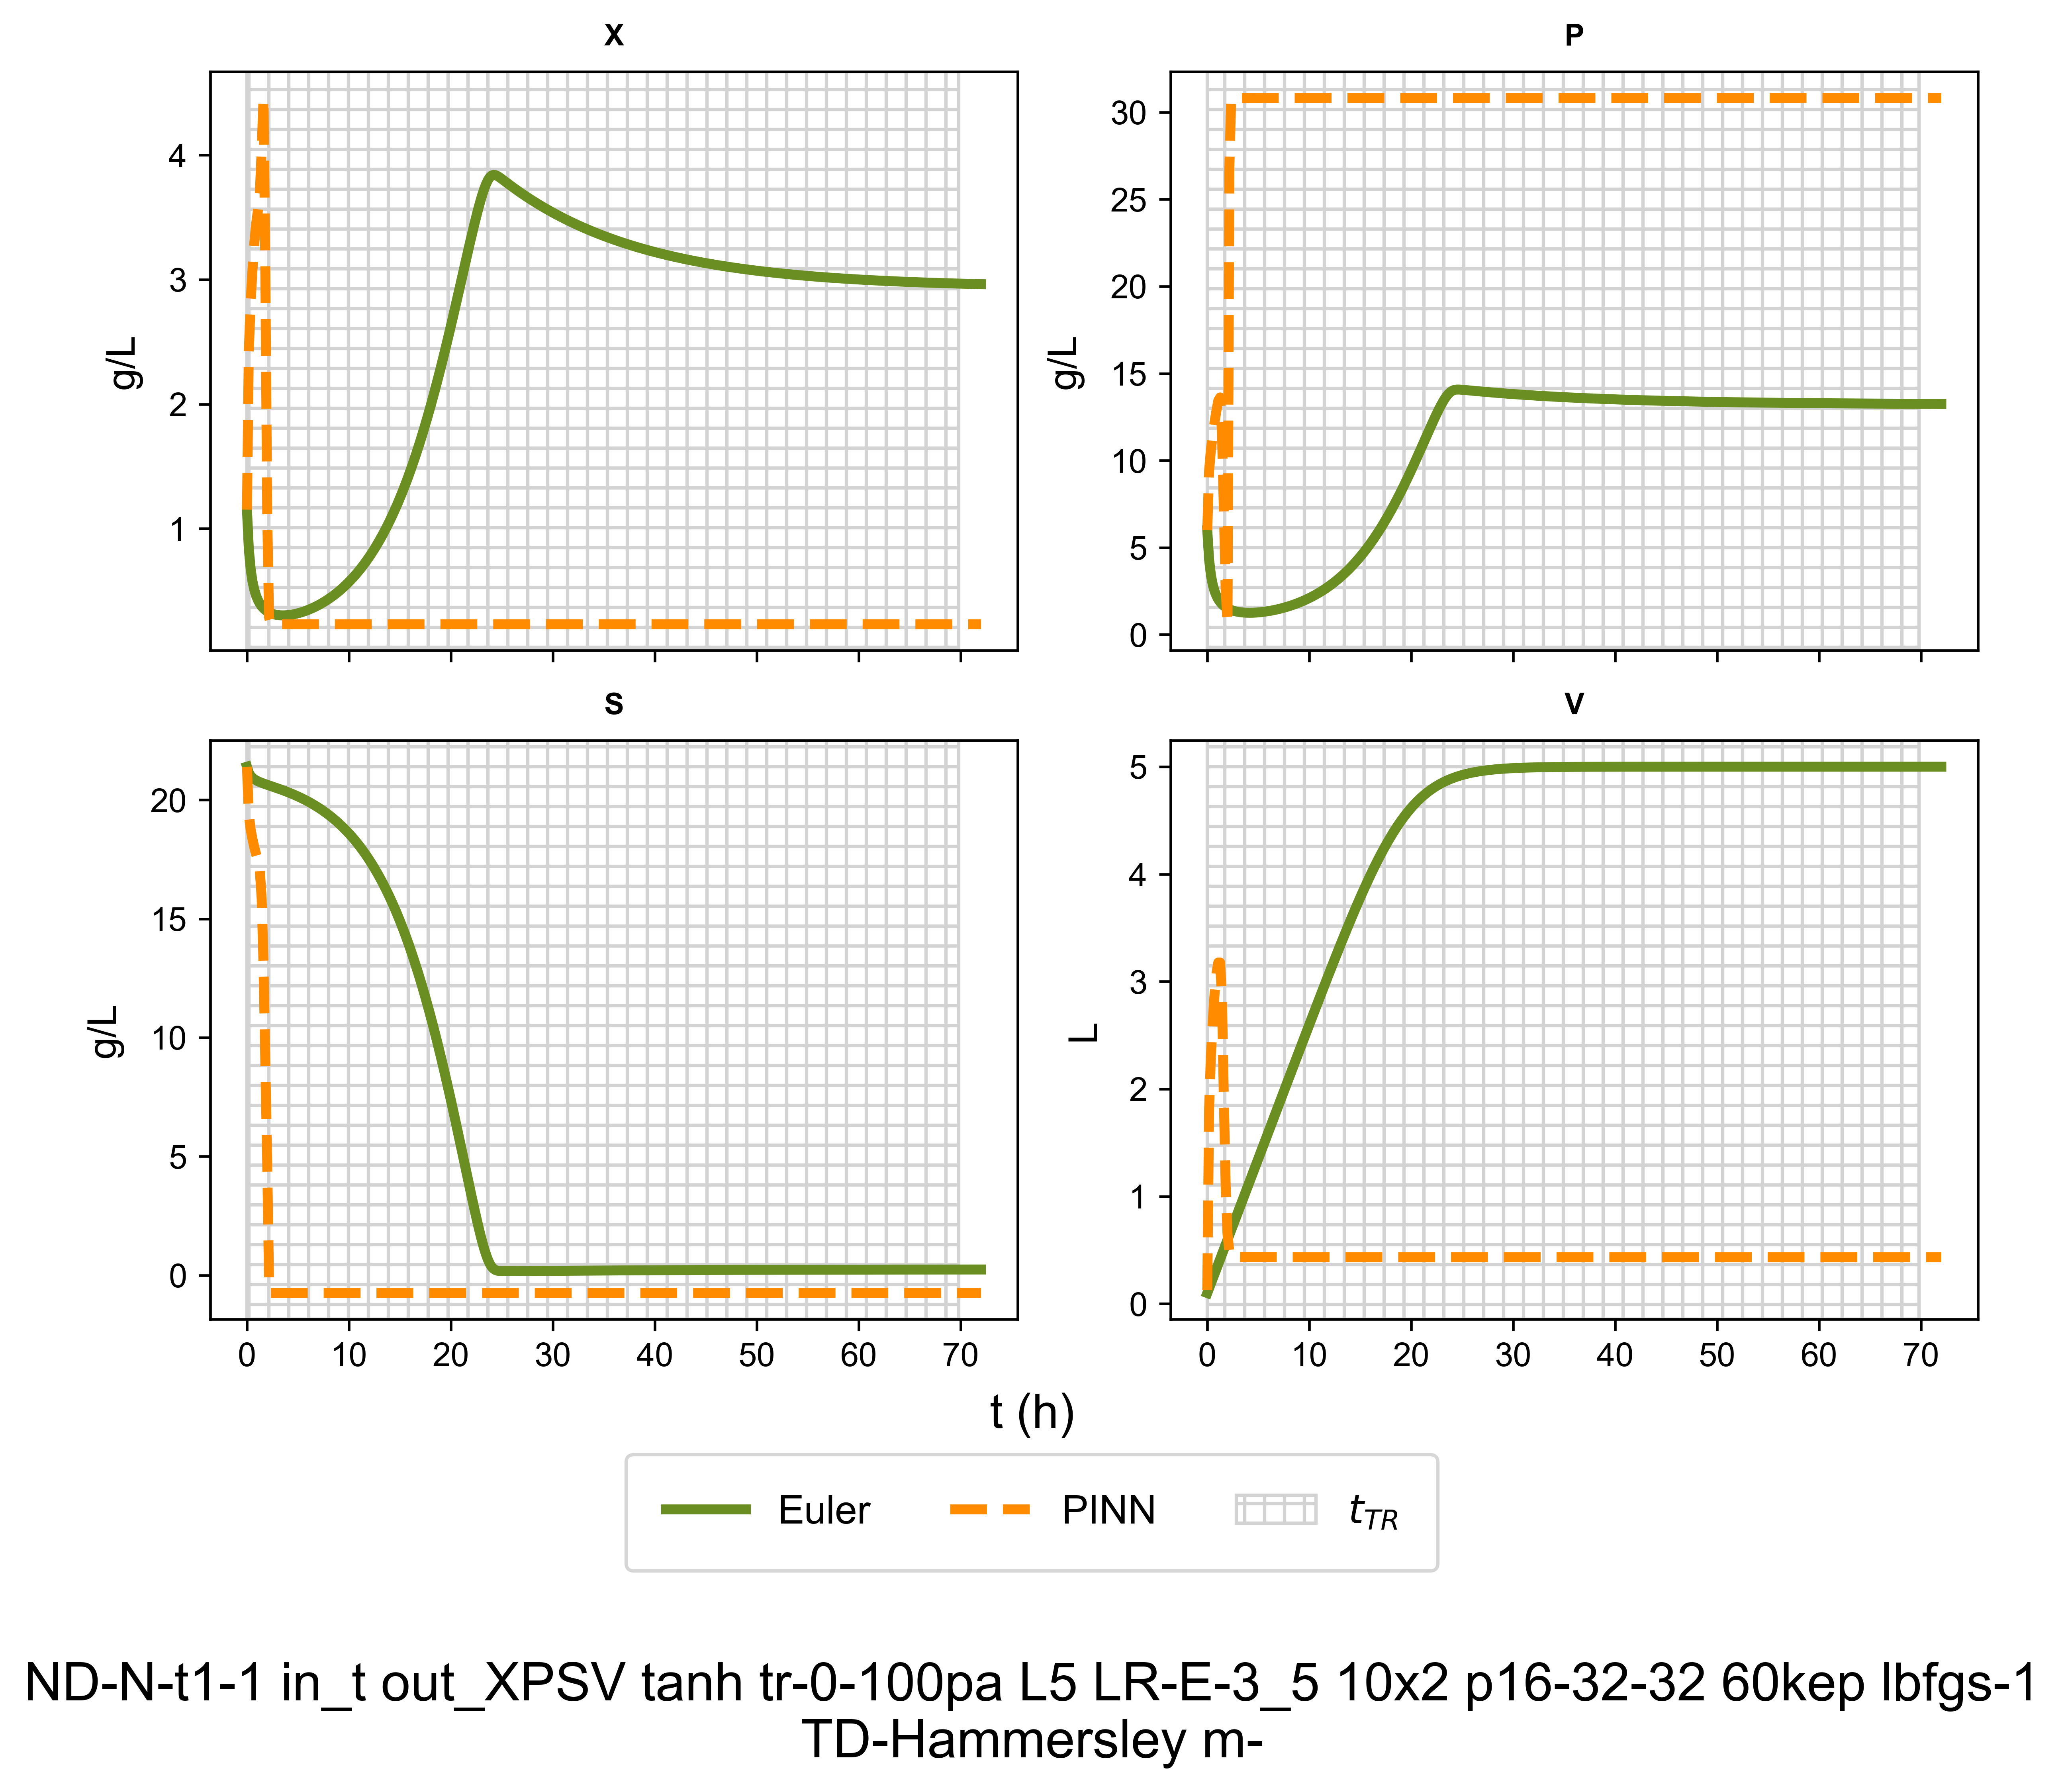 X
P
4
3
2
1
g/L
30
25
20
15
10
5
0
g/L
S
V
20
15
10
5
0
g/L
5
4
3
2
1
0
L
0 10 20 30 40 50 60 70
0 10 20 30 40 50 60 70
t (h)
Euler PINN tTR
ND-N-t1-1 in_t out_XPSV tanh tr-0-100pa L5 LR-E-3_5 10x2 p16-32-32 60kep lbfgs-1
TD-Hammersley m-